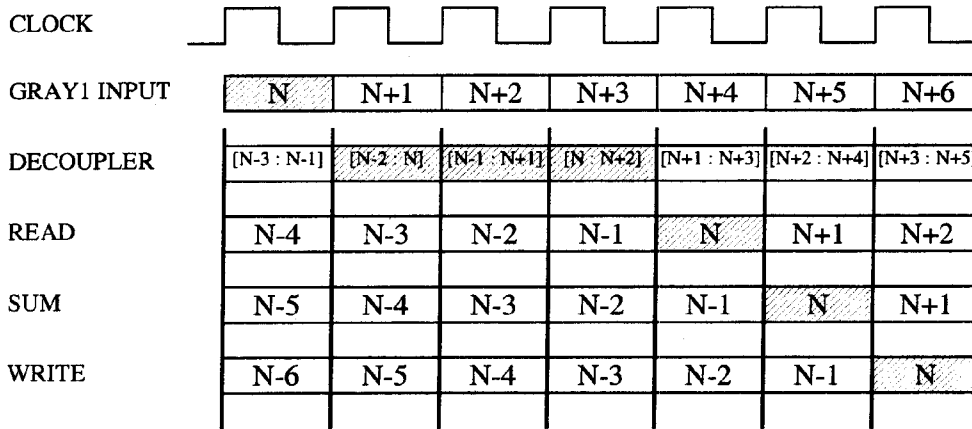 CLOCK
GRAY1 INPUT N N+1 N+2 N+3 N+4 N+5 N+6
DECOUPLER [N-3 : N-1] [N-2 : N] [N-1 : N+1] [N N+2] [N+1 : N+3] [N+2 : N+4] [N+3 : N+5]
READ N-4 N-3 N-2 N-1 N N+1 N+2
SUM N-5 N-4 N-3 N-2 N-1 N N+1
WRITE N-6 N-5 N-4 N-3 N-2 N-1 N